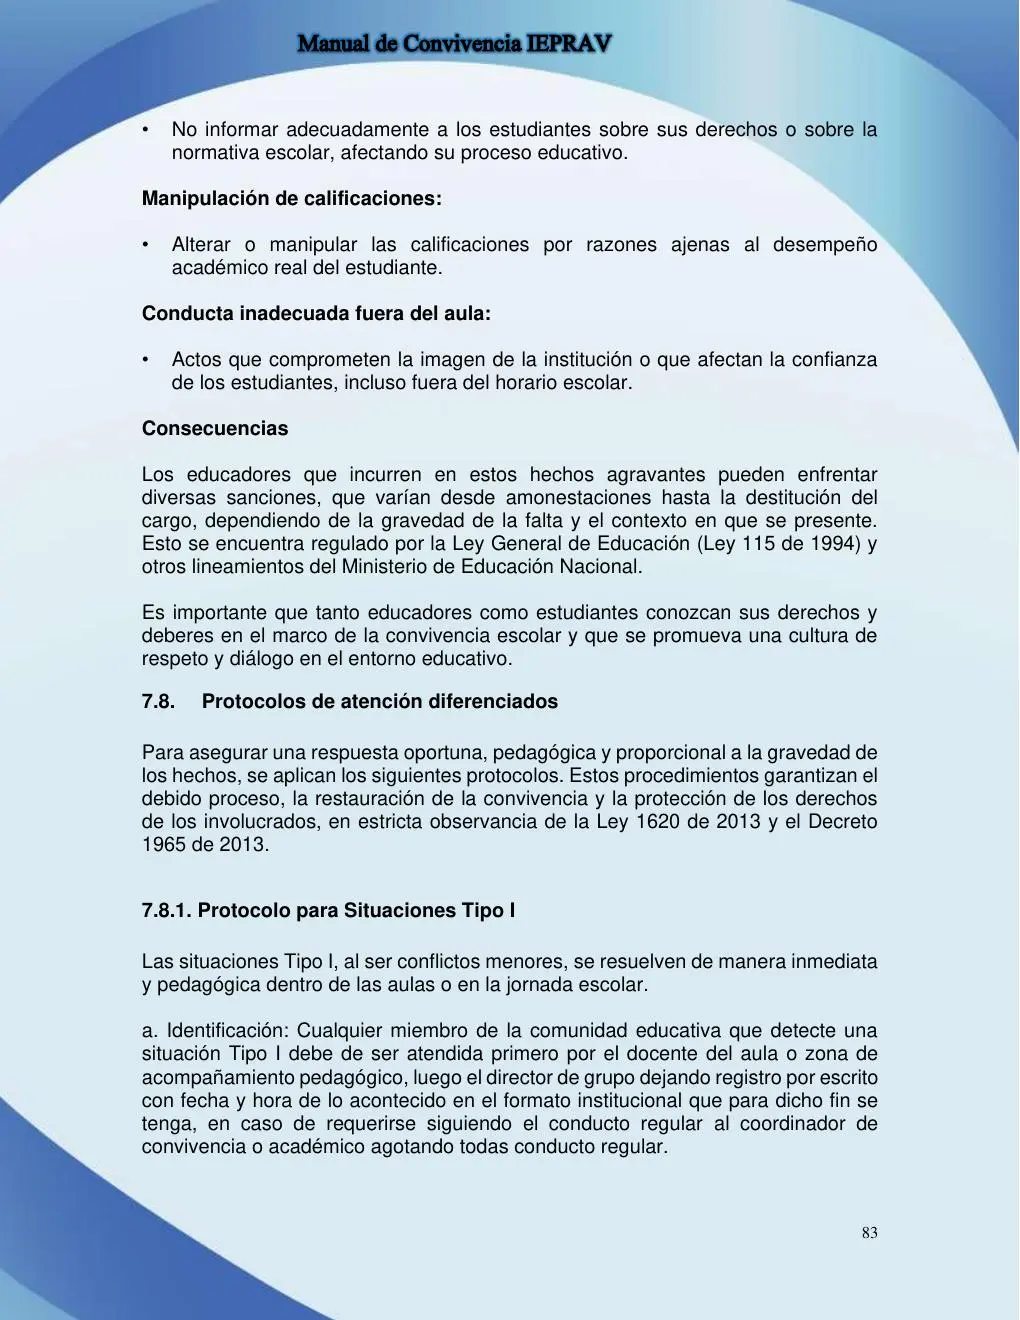 Manual de Convivencia IEPRAV
• No informar adecuadamente a los estudiantes sobre sus derechos o sobre la
normativa escolar, afectando su proceso educativo.
Manipulación de calificaciones:
• Alterar o manipular las calificaciones por razones ajenas al desempeño
académico real del estudiante.
Conducta inadecuada fuera del aula:
• Actos que comprometen la imagen de la institución o que afectan la confianza
de los estudiantes, incluso fuera del horario escolar.
Consecuencias
Los educadores que incurren en estos hechos agravantes pueden enfrentar
diversas sanciones, que varían desde amonestaciones hasta la destitución del
cargo, dependiendo de la gravedad de la falta y el contexto en que se presente.
Esto se encuentra regulado por la Ley General de Educación (Ley 115 de 1994) y
otros lineamientos del Ministerio de Educación Nacional.
Es importante que tanto educadores como estudiantes conozcan sus derechos y
deberes en el marco de la convivencia escolar y que se promueva una cultura de
respeto y diálogo en el entorno educativo.
7.8. Protocolos de atención diferenciados
Para asegurar una respuesta oportuna, pedagógica y proporcional a la gravedad de
los hechos, se aplican los siguientes protocolos. Estos procedimientos garantizan el
debido proceso, la restauración de la convivencia y la protección de los derechos
de los involucrados, en estricta observancia de la Ley 1620 de 2013 y el Decreto
1965 de 2013.
7.8.1. Protocolo para Situaciones Tipo I
Las situaciones Tipo I, al ser conflictos menores, se resuelven de manera inmediata
y pedagógica dentro de las aulas o en la jornada escolar.
a. Identificación: Cualquier miembro de la comunidad educativa que detecte una
situación Tipo I debe de ser atendida primero por el docente del aula o zona de
acompañamiento pedagógico, luego el director de grupo dejando registro por escrito
con fecha y hora de lo acontecido en el formato institucional que para dicho fin se
tenga, en caso de requerirse siguiendo el conducto regular al coordinador de
convivencia o académico agotando todas conducto regular.
83